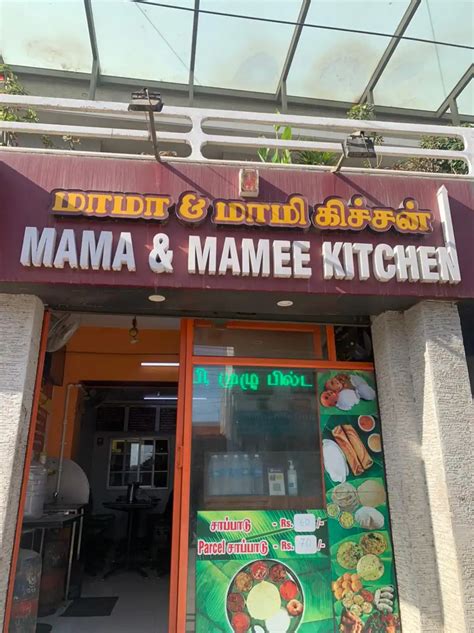 மாமா & மாமி கிச்சன்
MAMA & MAMEE KITCHEN
முழு
சாப்பாடு - Rs.
Parcel சாப்பாடு - Rs.